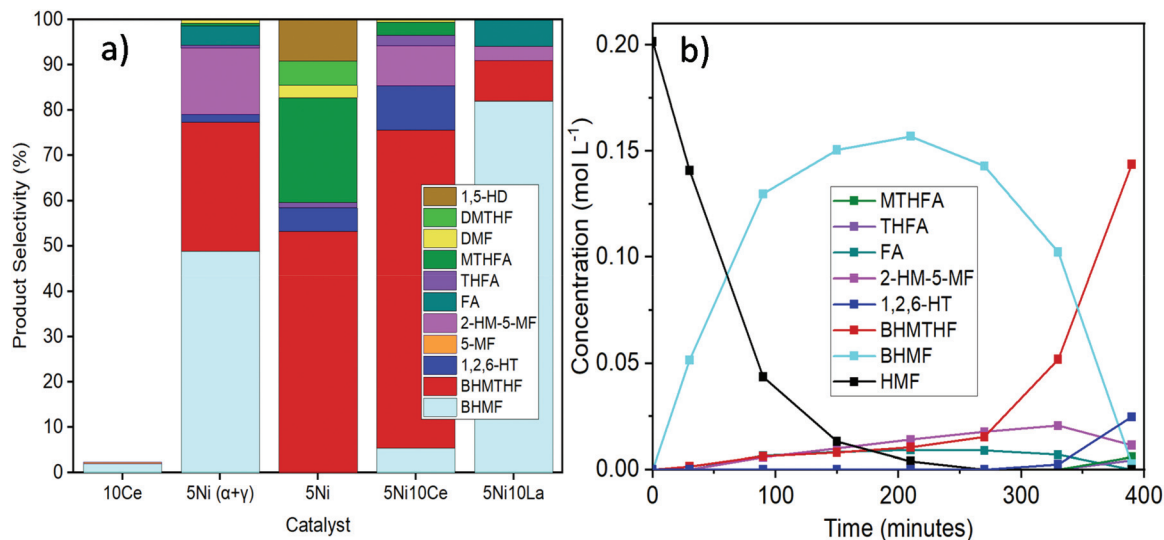 a)
Product Selectivity (%)
100
90
80
70
60
50
40
30
20
10
0
1,5-HD
DMTHF
DMF
MTHFA
THFA
FA
2-HM-5-MF
5-MF
1,2,6-HT
BHMTHF
BHMF
10Ce 5Ni (α+γ) 5Ni 5Ni10Ce 5Ni10La
Catalyst
b)
Concentration (mol L⁻¹)
0.20
0.15
0.10
0.05
0.00
MTHFA
THFA
FA
2-HM-5-MF
1,2,6-HT
BHMTHF
BHMF
HMF
0 100 200 300 400
Time (minutes)